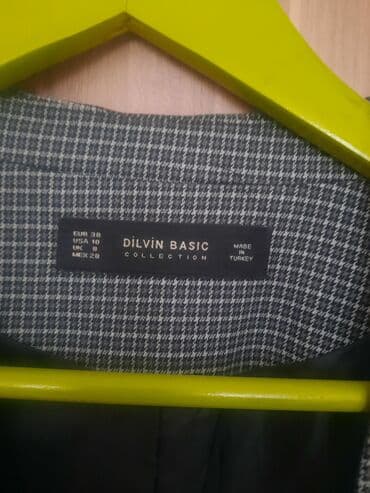 EUR 38
USA 10
UK 8
MEX 28
DİLVİN BASIC
COLLECTION
MADE
IN
TURKEY